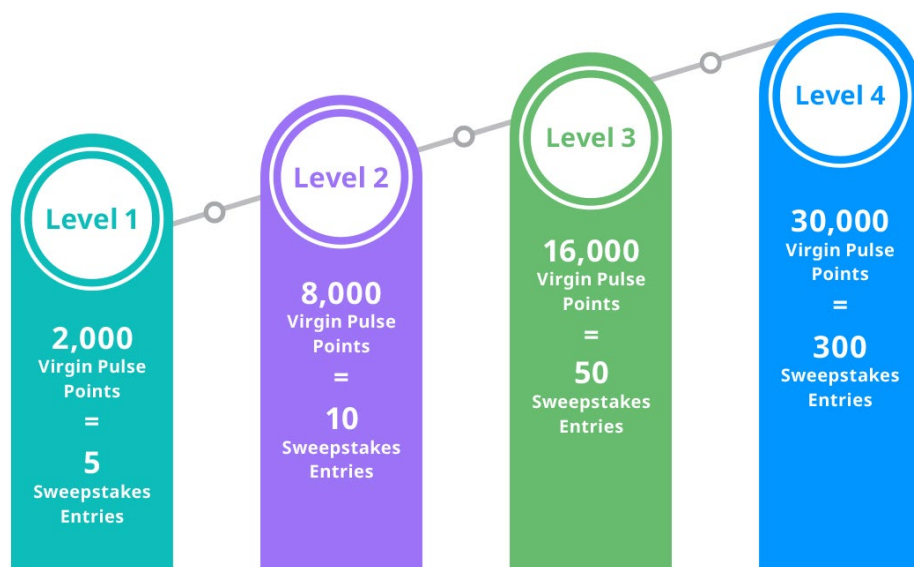 Level 1
2,000
Virgin Pulse
Points
=
5
Sweepstakes
Entries
Level 2
8,000
Virgin Pulse
Points
=
10
Sweepstakes
Entries
Level 3
16,000
Virgin Pulse
Points
=
50
Sweepstakes
Entries
Level 4
30,000
Virgin Pulse
Points
=
300
Sweepstakes
Entries